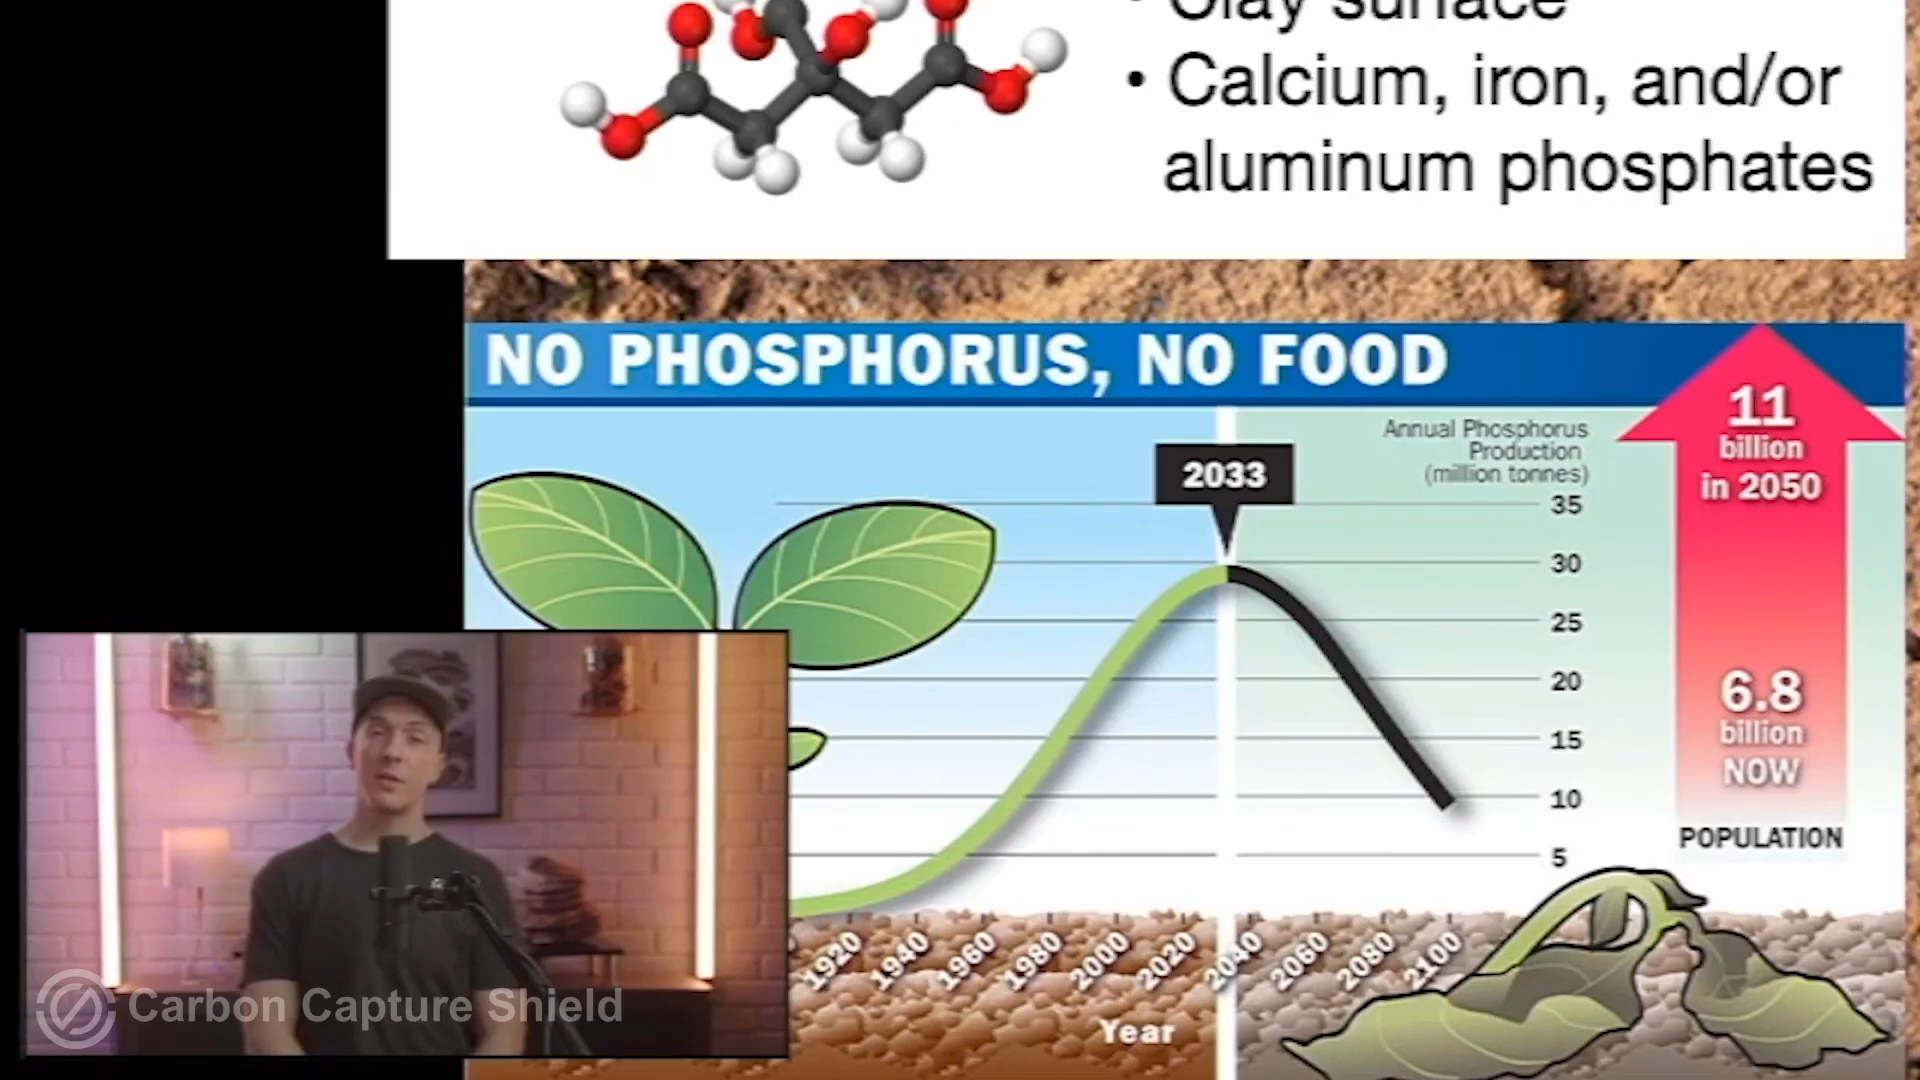 • Clay surface
• Calcium, iron, and/or
aluminum phosphates
NO PHOSPHORUS, NO FOOD
11
billion
in 2050
Annual Phosphorus
Production
(million tonnes)
2033
35
30
25
20
15
10
5
6.8
billion
NOW
POPULATION
1920
1940
1960
1980
2000
2020
2040
2060
2080
2100
Year
Carbon Capture Shield